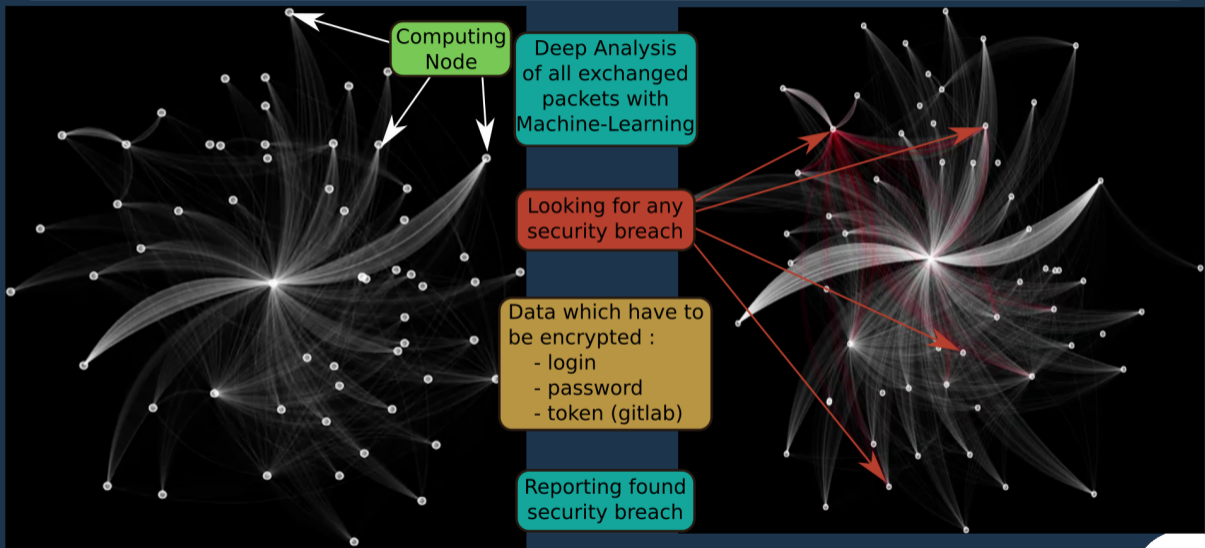 Computing
Node
Deep Analysis
of all exchanged
packets with
Machine-Learning
Looking for any
security breach
Data which have to
be encrypted :
- login
- password
- token (gitlab)
Reporting found
security breach